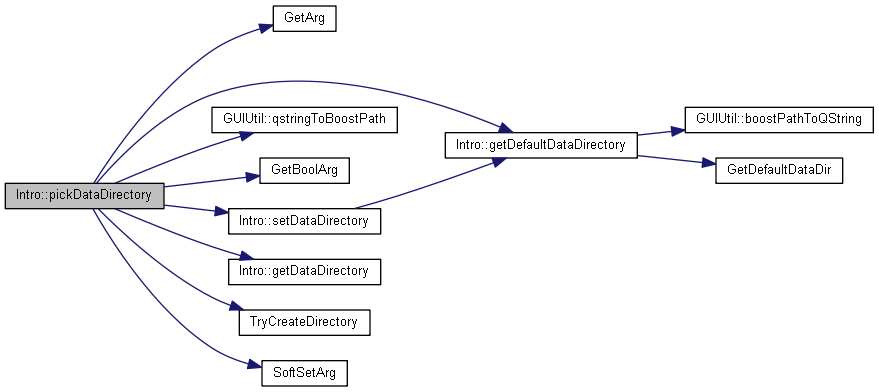 GetArg
GUIUtil::qstringToBoostPath
GUIUtil::boostPathToQString
Intro::getDefaultDataDirectory
GetBoolArg
GetDefaultDataDir
Intro::pickDataDirectory
Intro::setDataDirectory
Intro::getDataDirectory
TryCreateDirectory
SoftSetArg